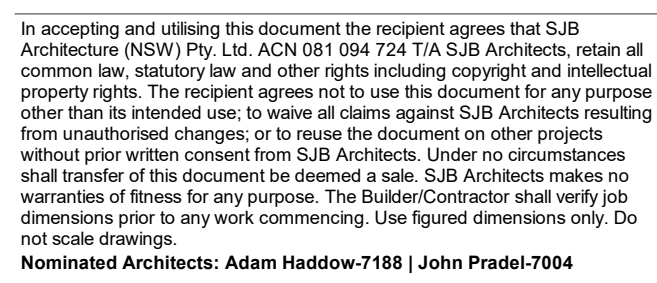 In accepting and utilising this document the recipient agrees that SJB
Architecture (NSW) Pty. Ltd. ACN 081 094 724 T/A SJB Architects, retain all
common law, statutory law and other rights including copyright and intellectual
property rights. The recipient agrees not to use this document for any purpose
other than its intended use; to waive all claims against SJB Architects resulting
from unauthorised changes; or to reuse the document on other projects
without prior written consent from SJB Architects. Under no circumstances
shall transfer of this document be deemed a sale. SJB Architects makes no
warranties of fitness for any purpose. The Builder/Contractor shall verify job
dimensions prior to any work commencing. Use figured dimensions only. Do
not scale drawings.
Nominated Architects: Adam Haddow-7188 | John Pradel-7004